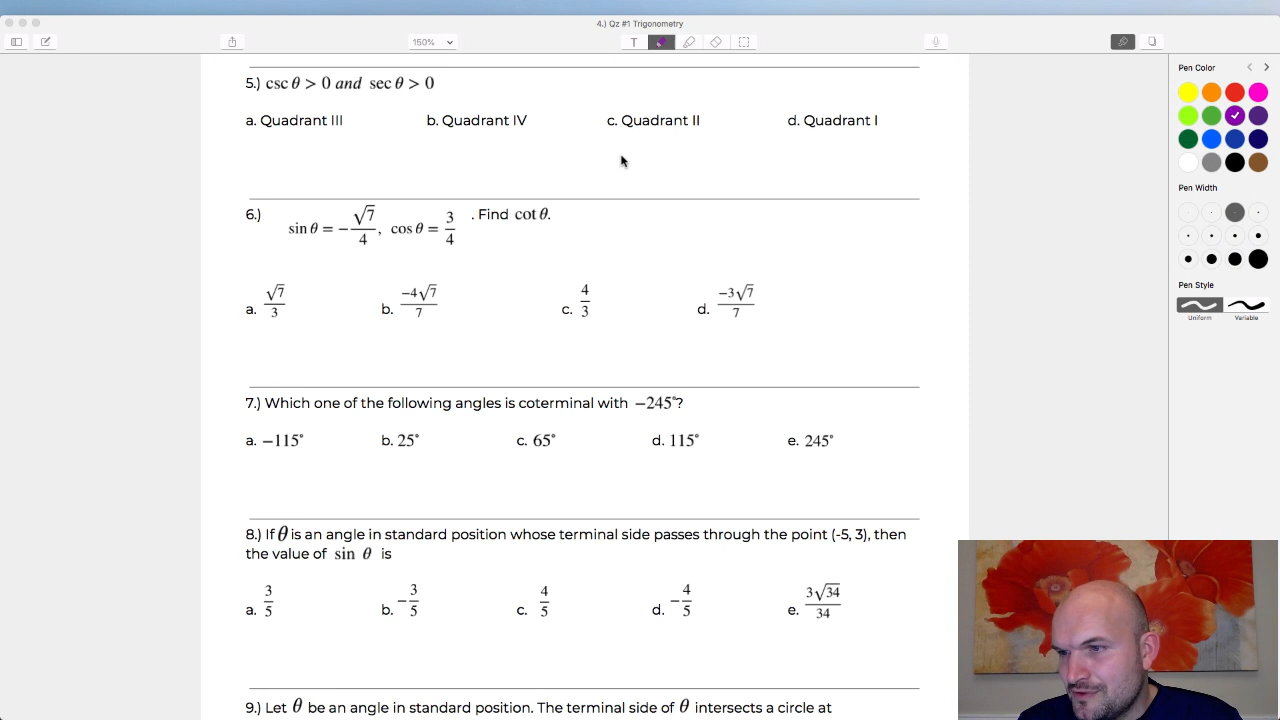 4.) Qz #1 Trigonometry
150%
T
5.) csc θ > 0 and sec θ > 0
a. Quadrant III b. Quadrant IV c. Quadrant II d. Quadrant I
6.) sin θ = −√7/4, cos θ = 3/4 . Find cot θ.
a. √7/3 b. −4√7/7 c. 4/3 d. −3√7/7
7.) Which one of the following angles is coterminal with −245°?
a. −115° b. 25° c. 65° d. 115° e. 245°
8.) If θ is an angle in standard position whose terminal side passes through the point (-5, 3), then
the value of sin θ is
a. 3/5 b. −3/5 c. 4/5 d. −4/5 e. 3√34/34
9.) Let θ be an angle in standard position. The terminal side of θ intersects a circle at
Pen Color
Pen Width
Pen Style
Uniform Variable